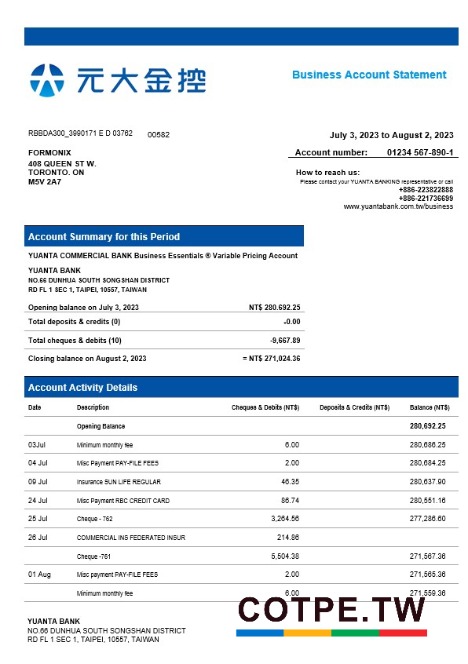 元大金控
Business Account Statement
RBBDA300_3990171 E D 03762 00582
July 3, 2023 to August 2, 2023
FORMONIX
408 QUEEN ST W.
TORONTO. ON
M5V 2A7
Account number: 01234 567-890-1
How to reach us:
Please contact your YUANTA BANKING representative or call
+886-223822888
+886-221736699
www.yuantabank.com.tw/business
Account Summary for this Period
YUANTA COMMERCIAL BANK Business Essentials ® Variable Pricing Account
YUANTA BANK
NO.66 DUNHUA SOUTH SONGSHAN DISTRICT
RD FL 1 SEC 1, TAIPEI, 10557, TAIWAN
Opening balance on July 3, 2023 NT$ 280.692.25
Total deposits & credits (0) -0.00
Total cheques & debits (10) -9,667.89
Closing balance on August 2, 2023 = NT$ 271,024.36
Account Activity Details
Date Description Cheques & Debits (NT$) Deposits & Credits (NT$) Balance (NT$)
Opening Balance 280,692.25
03Jul Minimum monthly fee 6.00 280,686.25
04 Jul Misc Payment PAY-FILE FEES 2.00 280,684.25
09 Jul Insurance SUN LIFE REGULAR 46.35 280,637.90
24 Jul Misc Payment RBC CREDIT CARD 86.74 280,551.16
25 Jul Cheque - 762 3,264.56 277,286.60
26 Jul COMMERCIAL INS FEDERATED INSUR 214.86
Cheque -761 5,504.38 271,567.36
01 Aug Misc payment PAY-FILE FEES 2.00 271,565.36
Minimum monthly fee 6.00 271,559.36
COTPE.TW
YUANTA BANK
NO.66 DUNHUA SOUTH SONGSHAN DISTRICT
RD FL 1 SEC 1, TAIPEI, 10557, TAIWAN